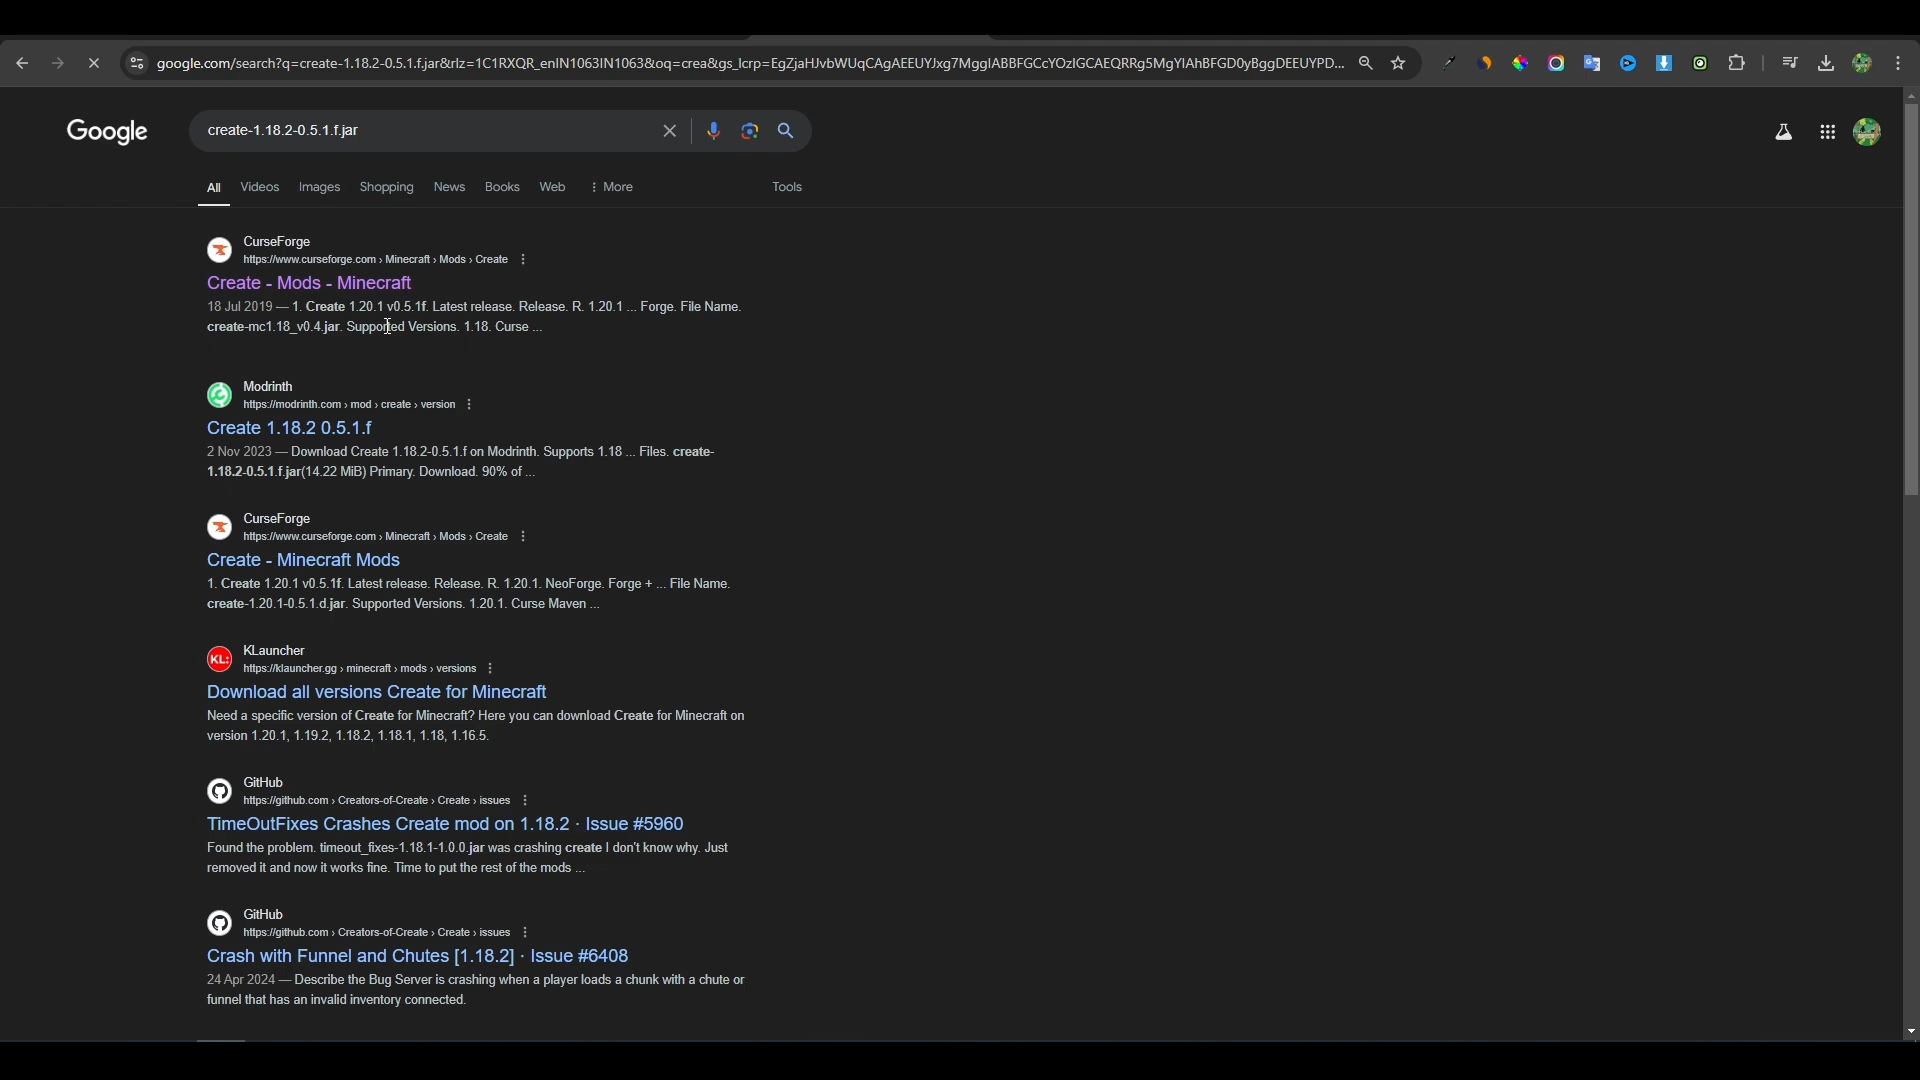 google.com/search?q=create-1.18.2-0.5.1.f.jar&rlz=1C1RXQR_enIN1063IN1063&oq=crea&gs_lcrp=EgZjaHJvbWUqCAgAEEUYJxg7MggIABBFGCcYOzIGCAEQRRg5MgYIAhBFGD0yBggDEEUYPD...
Google
create-1.18.2-0.5.1.f.jar
All Videos Images Shopping News Books Web More Tools
CurseForge
https://www.curseforge.com › Minecraft › Mods › Create
Create - Mods - Minecraft
18 Jul 2019 — 1. Create 1.20.1 v0.5.1f. Latest release. Release. R. 1.20.1 ... Forge. File Name.
create-mc1.18_v0.4.jar. Supported Versions. 1.18. Curse ...
Modrinth
https://modrinth.com › mod › create › version
Create 1.18.2 0.5.1.f
2 Nov 2023 — Download Create 1.18.2-0.5.1.f on Modrinth. Supports 1.18 ... Files. create-
1.18.2-0.5.1.f.jar(14.22 MiB) Primary. Download. 90% of ...
CurseForge
https://www.curseforge.com › Minecraft › Mods › Create
Create - Minecraft Mods
1. Create 1.20.1 v0.5.1f. Latest release. Release. R. 1.20.1. NeoForge. Forge + ... File Name.
create-1.20.1-0.5.1.d.jar. Supported Versions. 1.20.1. Curse Maven ...
KL:
KLauncher
https://klauncher.gg › minecraft › mods › versions
Download all versions Create for Minecraft
Need a specific version of Create for Minecraft? Here you can download Create for Minecraft on
version 1.20.1, 1.19.2, 1.18.2, 1.18.1, 1.18, 1.16.5.
GitHub
https://github.com › Creators-of-Create › Create › issues
TimeOutFixes Crashes Create mod on 1.18.2 · Issue #5960
Found the problem. timeout_fixes-1.18.1-1.0.0.jar was crashing create I don't know why. Just
removed it and now it works fine. Time to put the rest of the mods ...
GitHub
https://github.com › Creators-of-Create › Create › issues
Crash with Funnel and Chutes [1.18.2] · Issue #6408
24 Apr 2024 — Describe the Bug Server is crashing when a player loads a chunk with a chute or
funnel that has an invalid inventory connected.